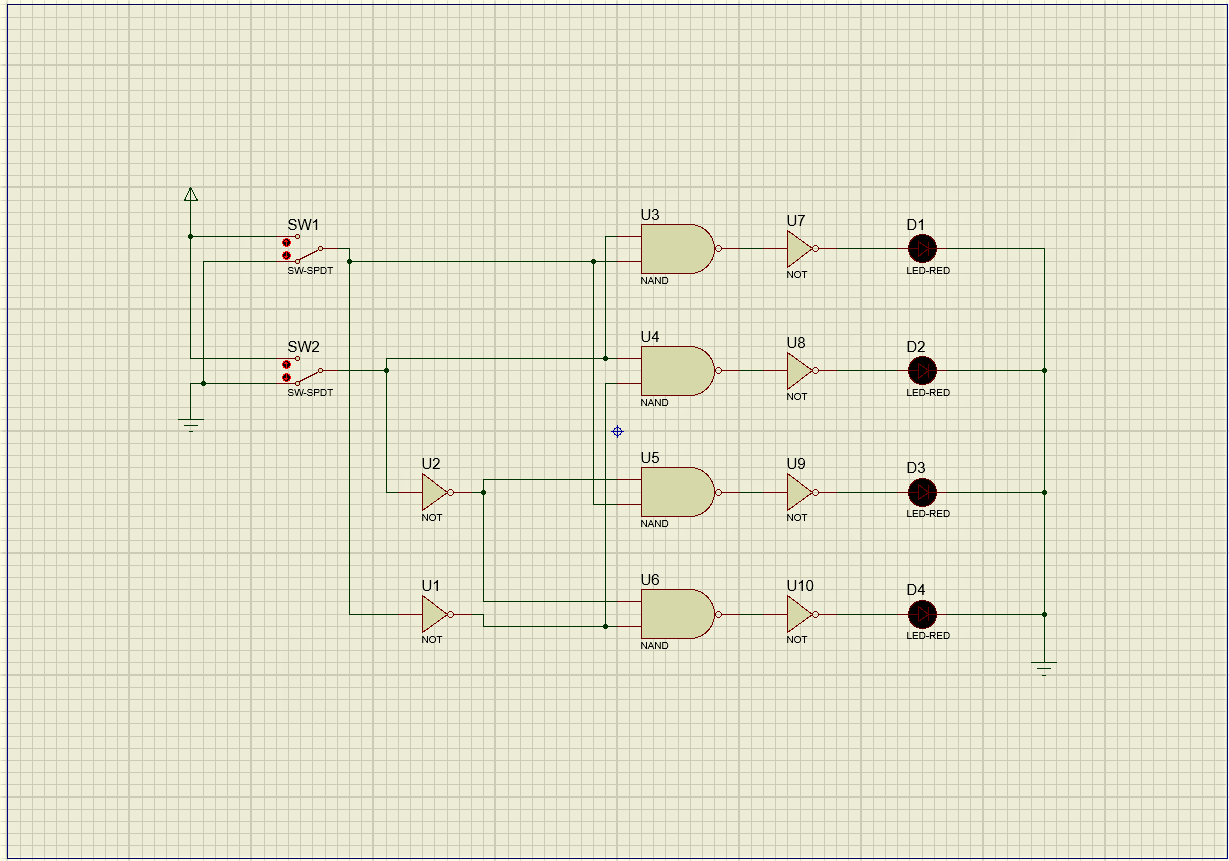 SW1
SW-SPDT
SW2
SW-SPDT
U2
NOT
U1
NOT
U3
NAND
U4
NAND
U5
NAND
U6
NAND
U7
NOT
U8
NOT
U9
NOT
U10
NOT
D1
LED-RED
D2
LED-RED
D3
LED-RED
D4
LED-RED